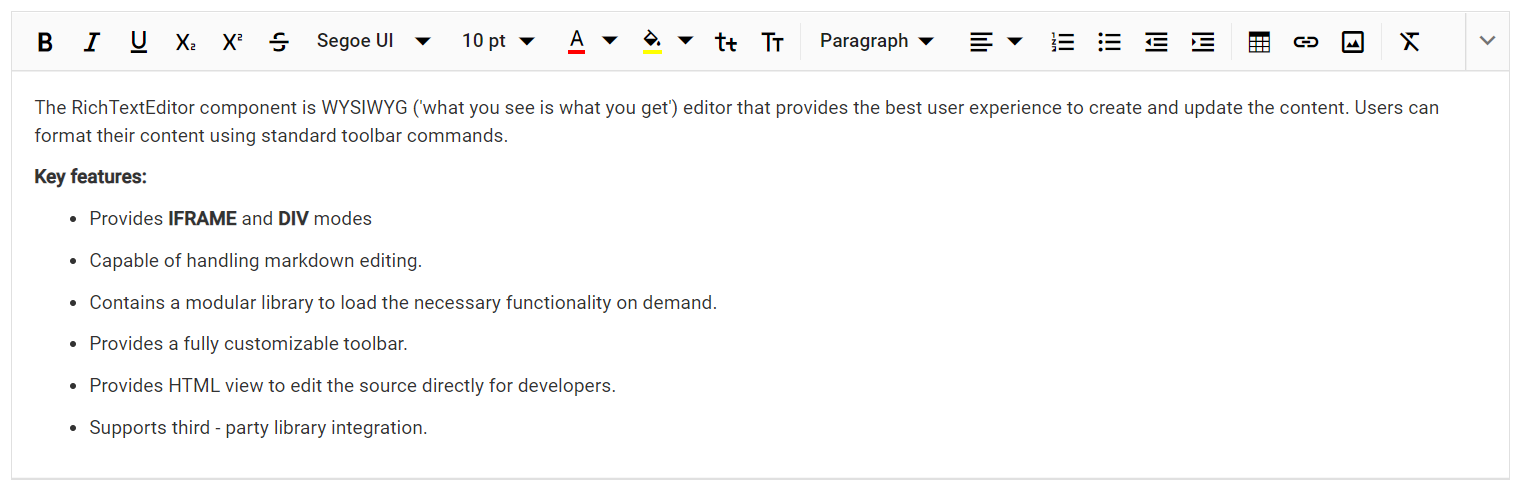 B I U X₂ X² S Segoe UI 10 pt A tt TT Paragraph
The RichTextEditor component is WYSIWYG ('what you see is what you get') editor that provides the best user experience to create and update the content. Users can
format their content using standard toolbar commands.
Key features:
• Provides IFRAME and DIV modes
• Capable of handling markdown editing.
• Contains a modular library to load the necessary functionality on demand.
• Provides a fully customizable toolbar.
• Provides HTML view to edit the source directly for developers.
• Supports third - party library integration.